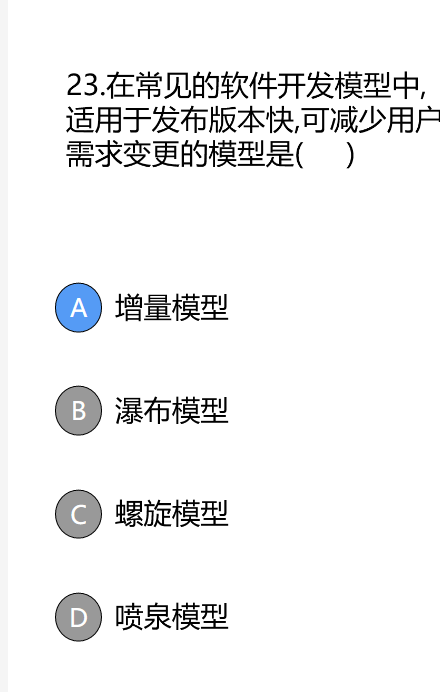 23.在常见的软件开发模型中,
适用于发布版本快,可减少用户
需求变更的模型是(　)
A 增量模型
B 瀑布模型
C 螺旋模型
D 喷泉模型